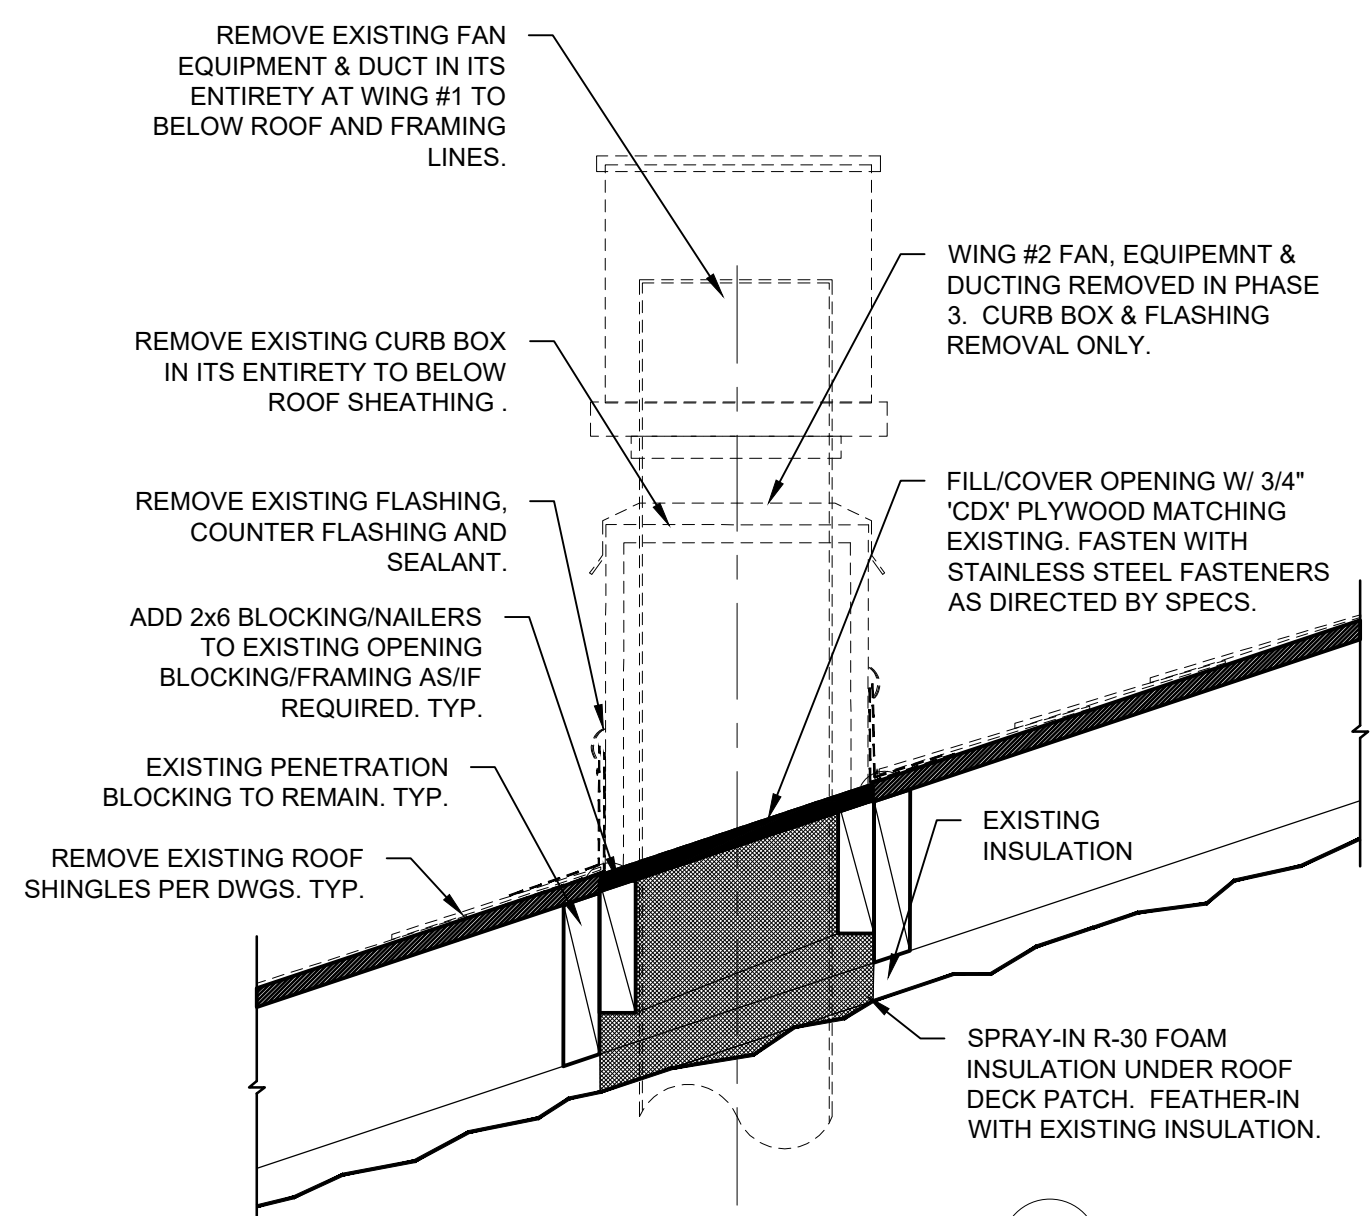 REMOVE EXISTING FAN
EQUIPMENT & DUCT IN ITS
ENTIRETY AT WING #1 TO
BELOW ROOF AND FRAMING
LINES.
WING #2 FAN, EQUIPEMNT &
DUCTING REMOVED IN PHASE
3. CURB BOX & FLASHING
REMOVAL ONLY.
REMOVE EXISTING CURB BOX
IN ITS ENTIRETY TO BELOW
ROOF SHEATHING .
FILL/COVER OPENING W/ 3/4"
'CDX' PLYWOOD MATCHING
EXISTING. FASTEN WITH
STAINLESS STEEL FASTENERS
AS DIRECTED BY SPECS.
REMOVE EXISTING FLASHING,
COUNTER FLASHING AND
SEALANT.
ADD 2x6 BLOCKING/NAILERS
TO EXISTING OPENING
BLOCKING/FRAMING AS/IF
REQUIRED. TYP.
EXISTING PENETRATION
BLOCKING TO REMAIN. TYP.
REMOVE EXISTING ROOF
SHINGLES PER DWGS. TYP.
EXISTING
INSULATION
SPRAY-IN R-30 FOAM
INSULATION UNDER ROOF
DECK PATCH. FEATHER-IN
WITH EXISTING INSULATION.